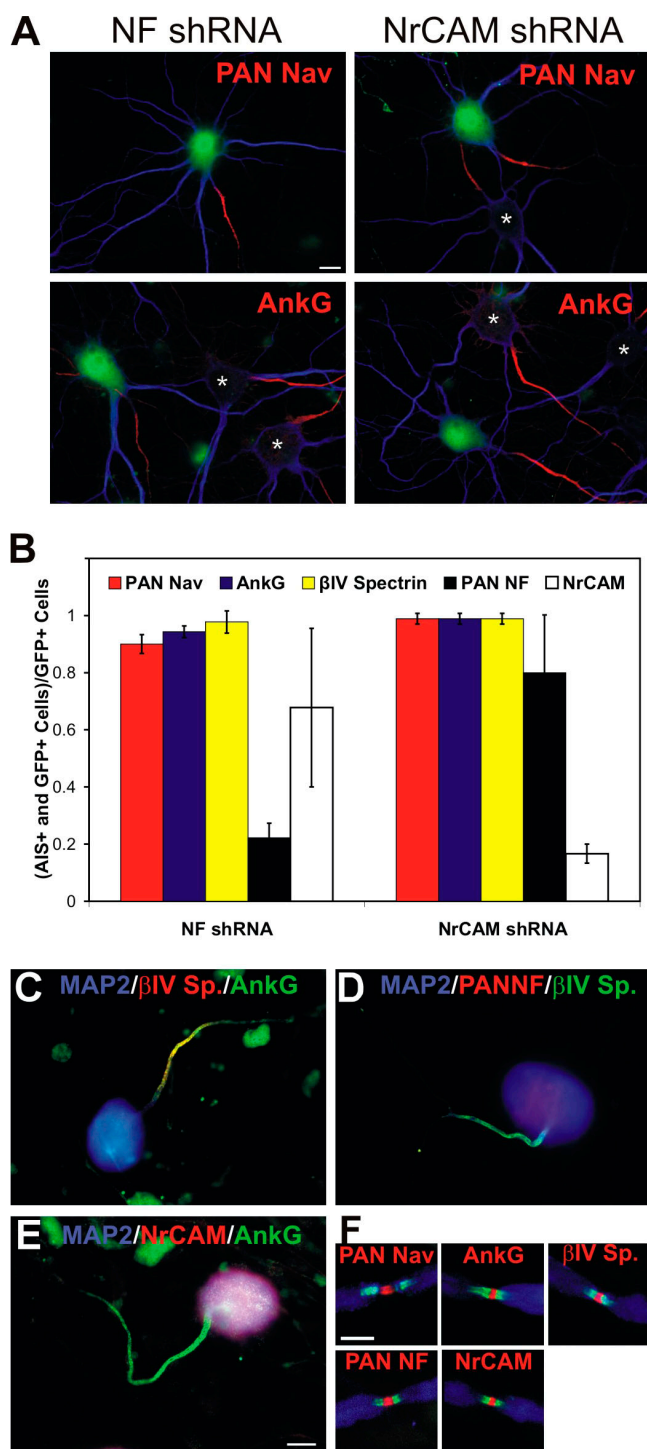 A
NF shRNA
NrCAM shRNA
PAN Nav
PAN Nav
*
AnkG
AnkG
*
*
*
*
B
PAN Nav
AnkG
βIV Spectrin
PAN NF
NrCAM
(AIS+ and GFP+ Cells)/GFP+ Cells
1
0.8
0.6
0.4
0.2
0
NF shRNA
NrCAM shRNA
C
MAP2/βIV Sp./AnkG
D
MAP2/PANNF/βIV Sp.
E
MAP2/NrCAM/AnkG
F
PAN Nav
AnkG
βIV Sp.
PAN NF
NrCAM